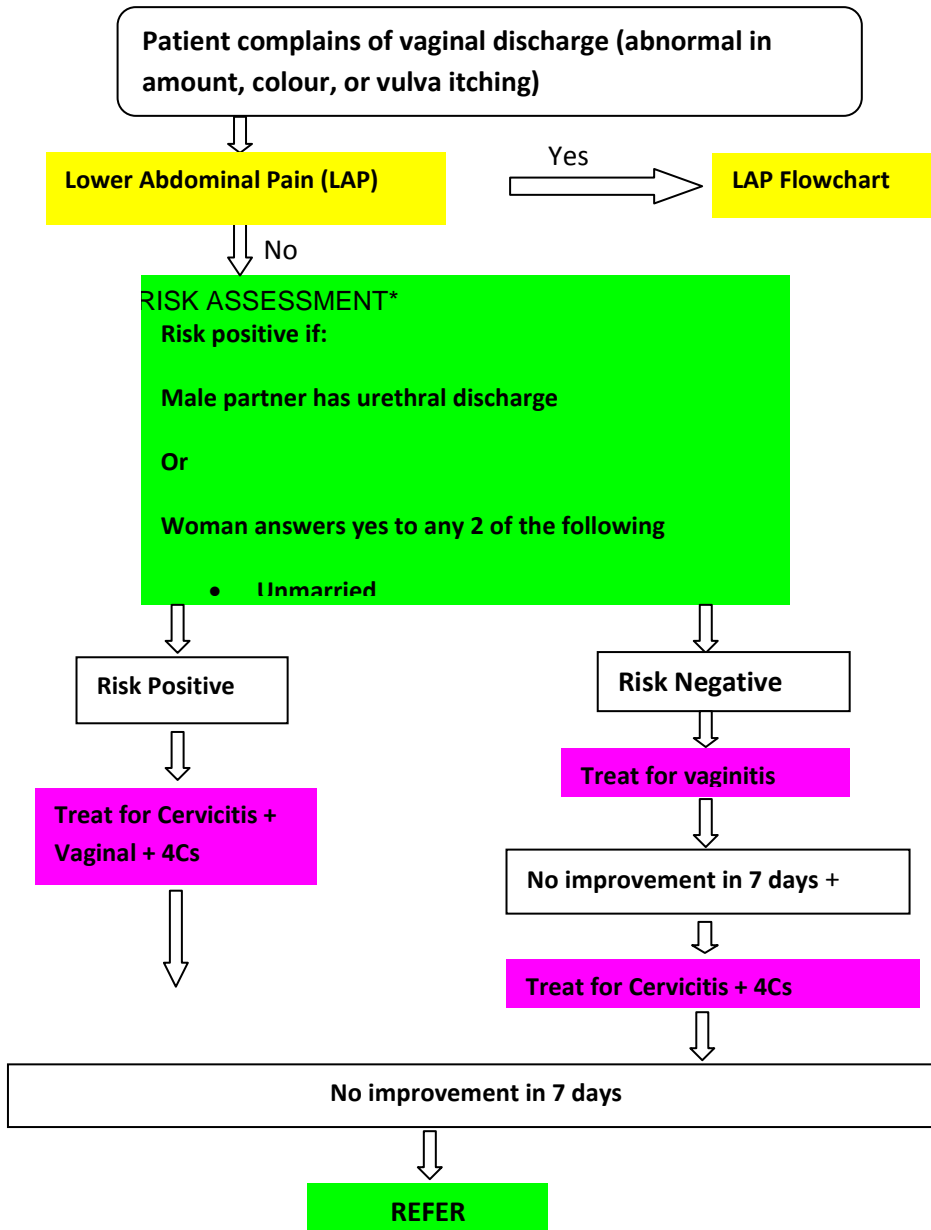 Patient complains of vaginal discharge (abnormal in
amount, colour, or vulva itching)
Lower Abdominal Pain (LAP)
Yes
LAP Flowchart
No
RISK ASSESSMENT*
Risk positive if:
Male partner has urethral discharge
Or
Woman answers yes to any 2 of the following
• Unmarried
Risk Positive
Risk Negative
Treat for vaginitis
Treat for Cervicitis +
Vaginal + 4Cs
No improvement in 7 days +
Treat for Cervicitis + 4Cs
No improvement in 7 days
REFER